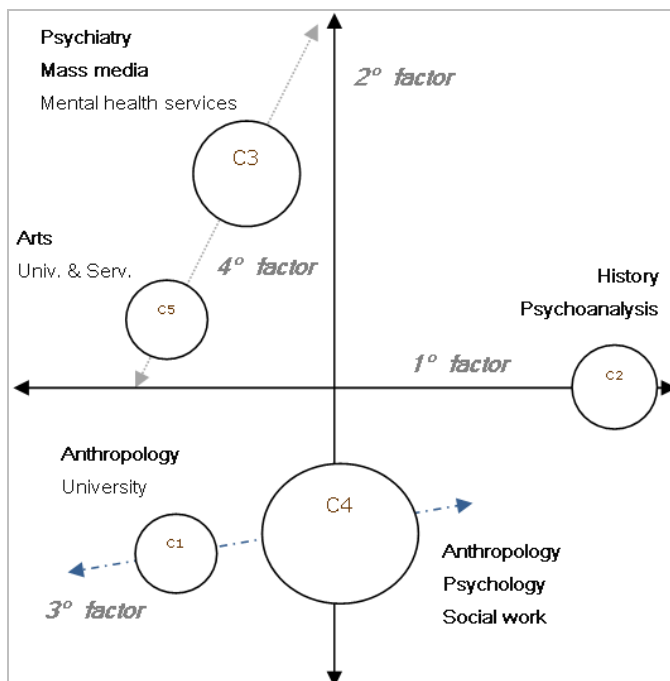 Psychiatry
Mass media
Mental health services
2º factor
C3
Arts
Univ. & Serv.
4º factor
C5
History
Psychoanalysis
1º factor
C2
Anthropology
University
C4
C1
3º factor
Anthropology
Psychology
Social work